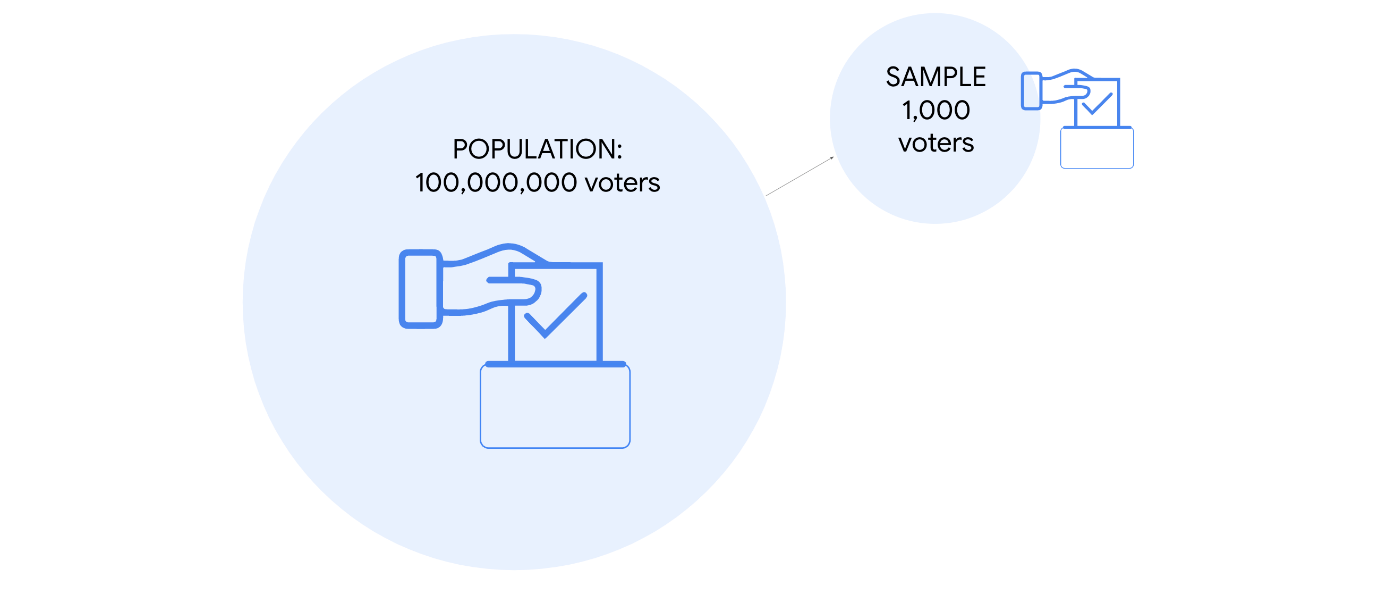 POPULATION:
100,000,000 voters
SAMPLE
1,000
voters